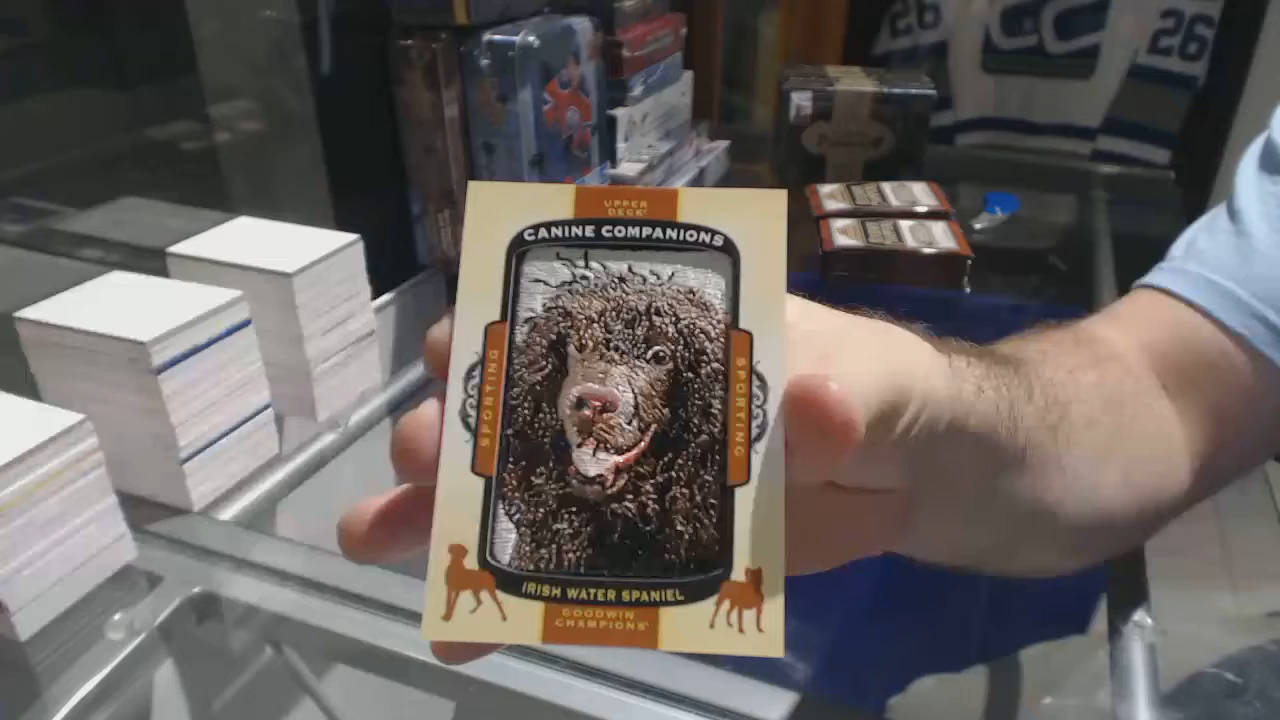 26
26
UPPER
DECK
CANINE COMPANIONS
SPORTING
SPORTING
IRISH WATER SPANIEL
GOODWIN
CHAMPIONS